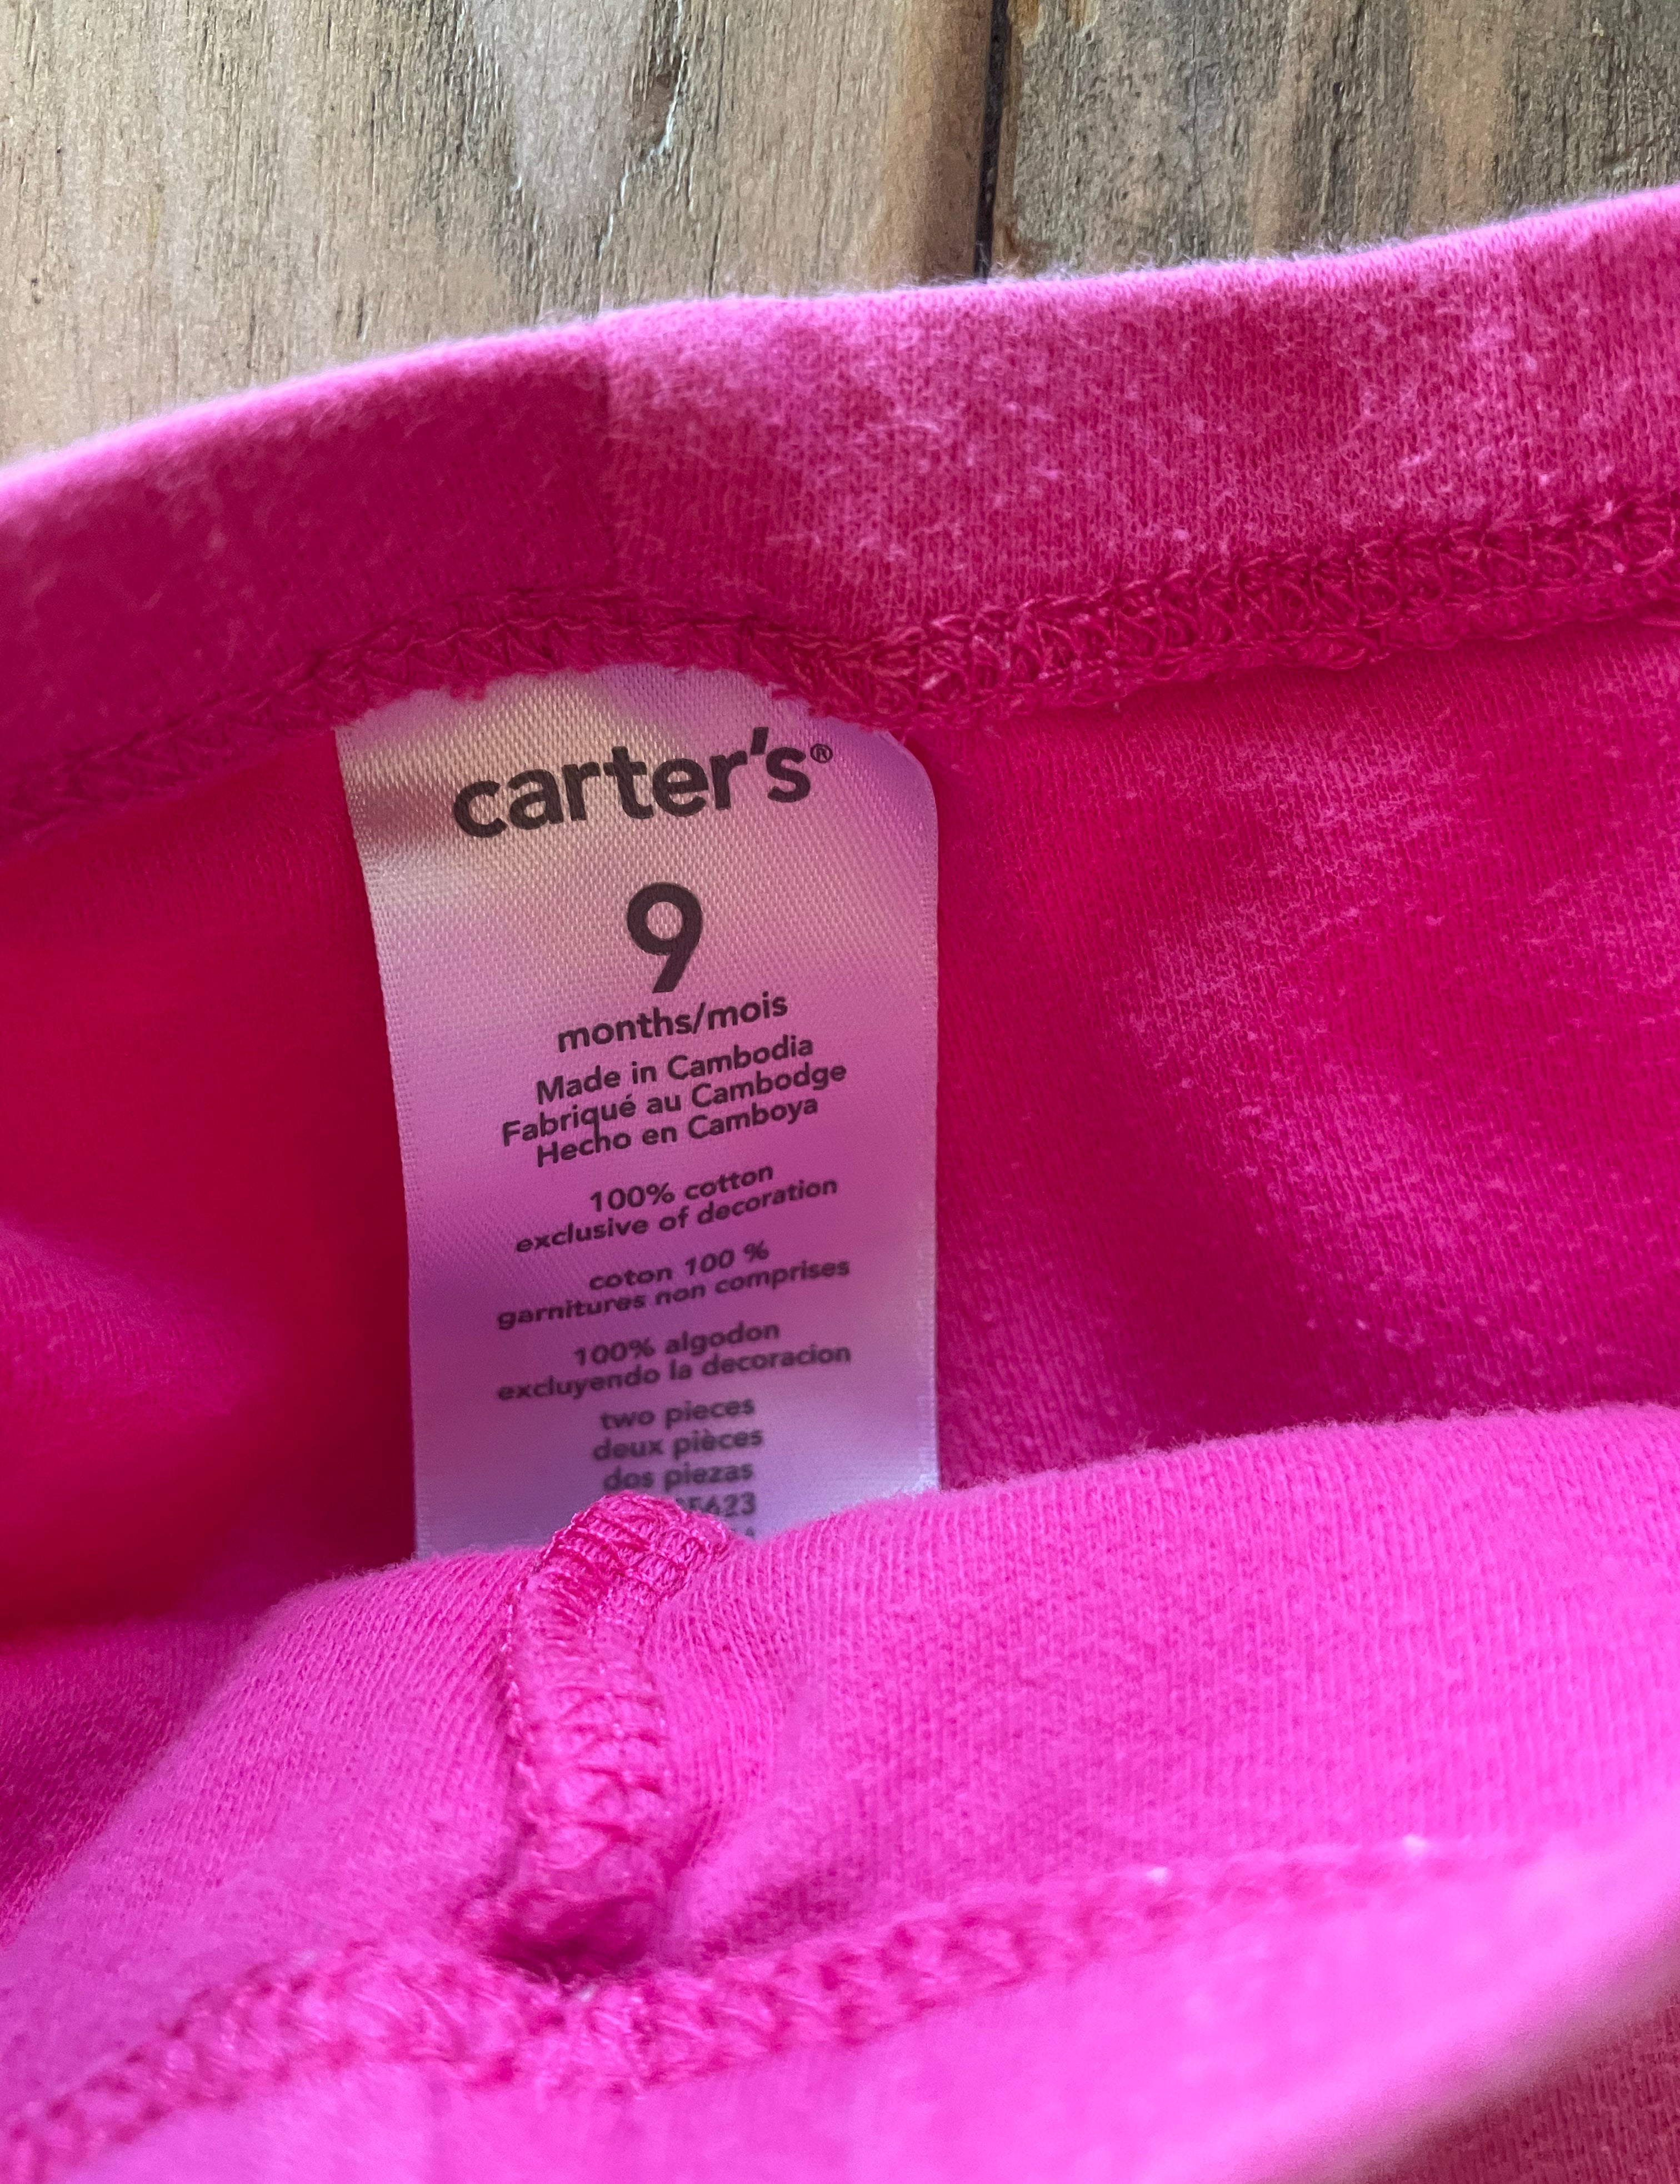 carter's®
9
months/mois
Made in Cambodia
Fabriqué au Cambodge
Hecho en Camboya
100% cotton
exclusive of decoration
coton 100 %
garnitures non comprises
100% algodon
excluyendo la decoracion
two pieces
deux pièces
dos piezas